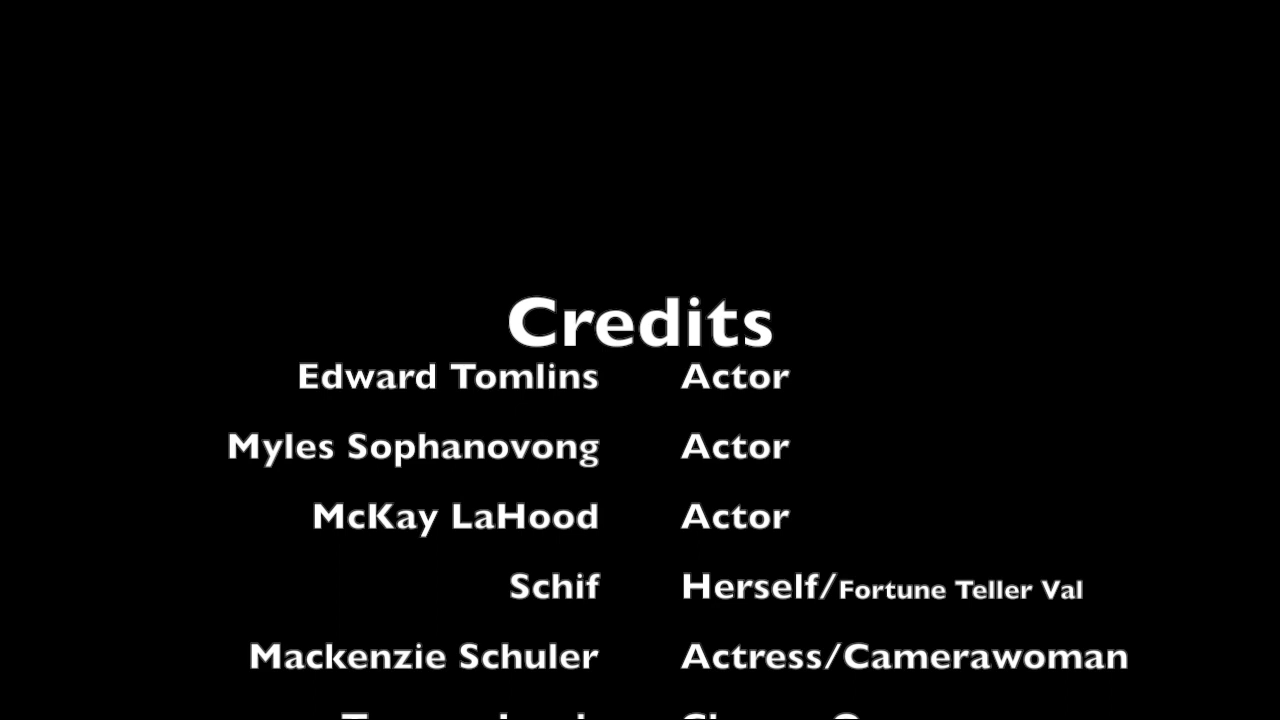 Credits
Edward Tomlins Actor
Myles Sophanovong Actor
McKay LaHood Actor
Schif Herself/Fortune Teller Val
Mackenzie Schuler Actress/Camerawoman